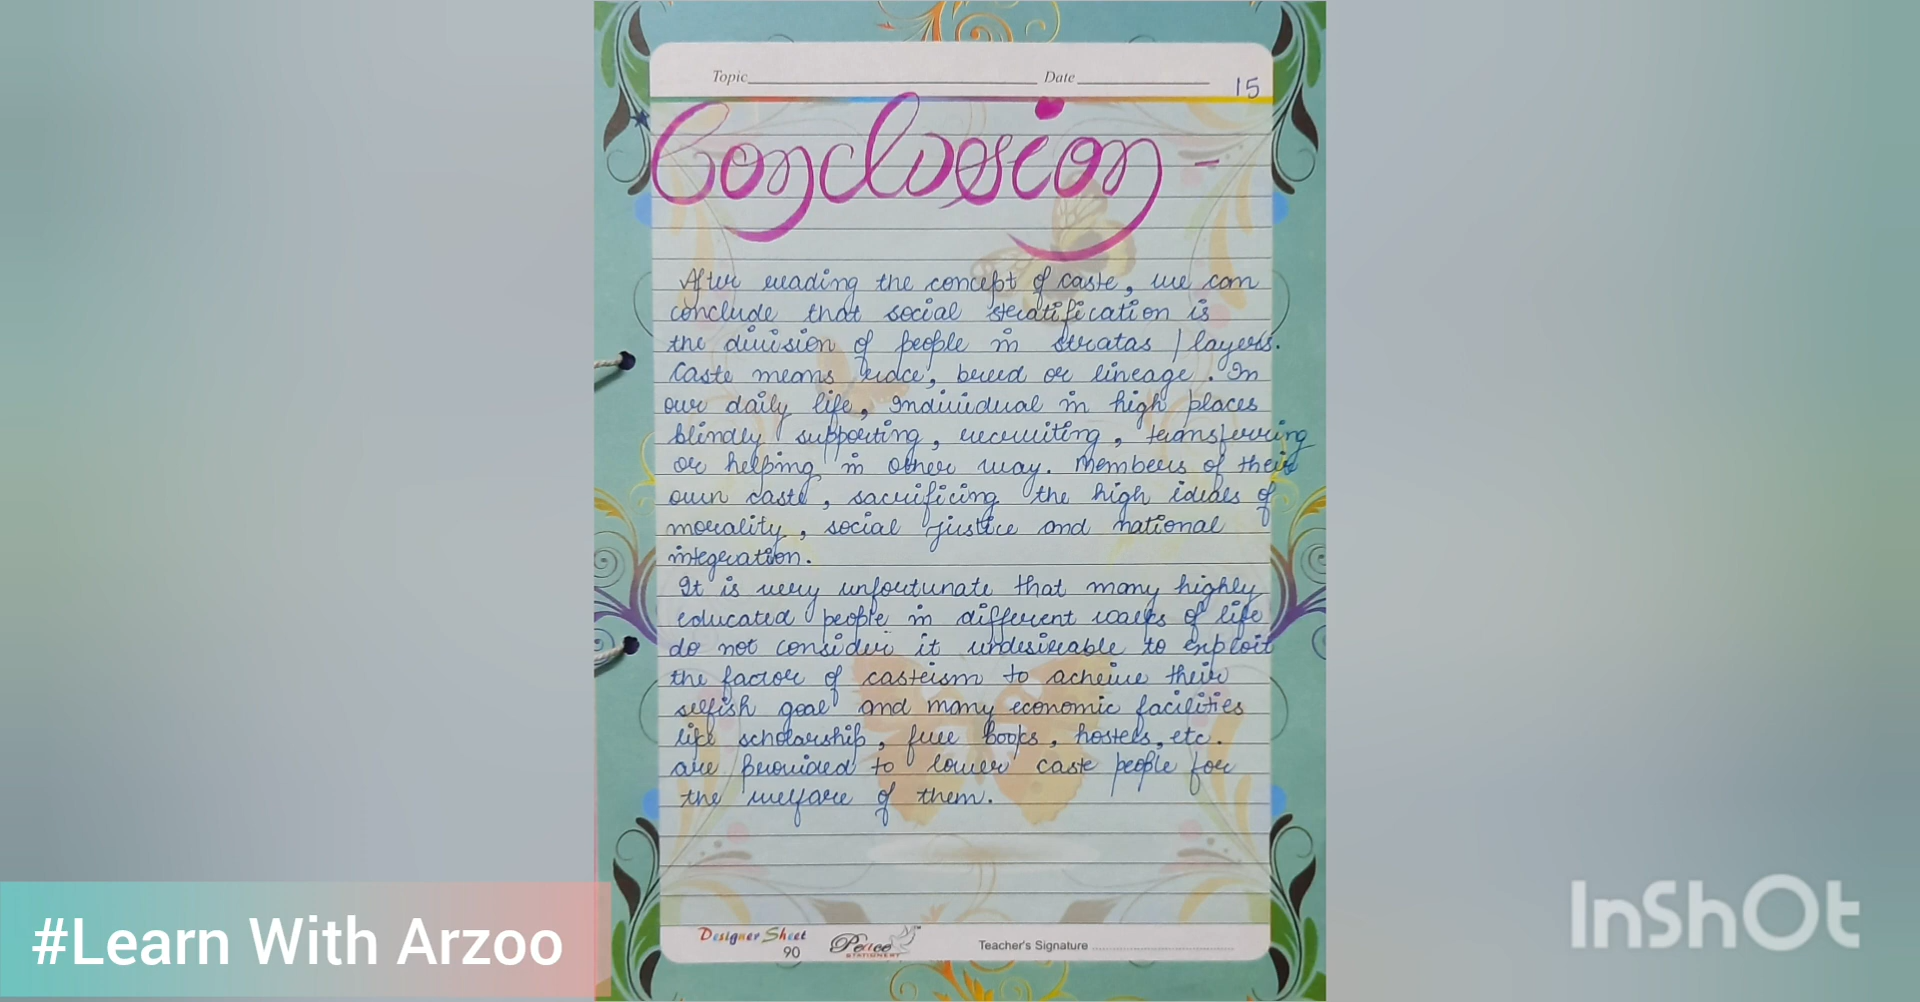 Topic Date 15
Conclusion -
After reading the concept of caste, we can
conclude that social stratification is
the division of people in stratas / layers.
Caste means race, breed or lineage. In
our daily life, Individual in high places
blindly supporting, recruiting, transferring
or helping in other way. Members of their
own caste, sacrificing the high ideals of
morality, social justice and national
integration.
It is very unfortunate that many highly
educated people in different walks of life
do not consider it undesirable to exploit
the factor of casteism to acheive their
selfish goal and many economic facilities
like scholarship, free books, hostels, etc.
are provided to lower caste people for
the welfare of them.
Designer Sheet
90
Peace
STATIONERY
Teacher's Signature
#Learn With Arzoo
InShOt